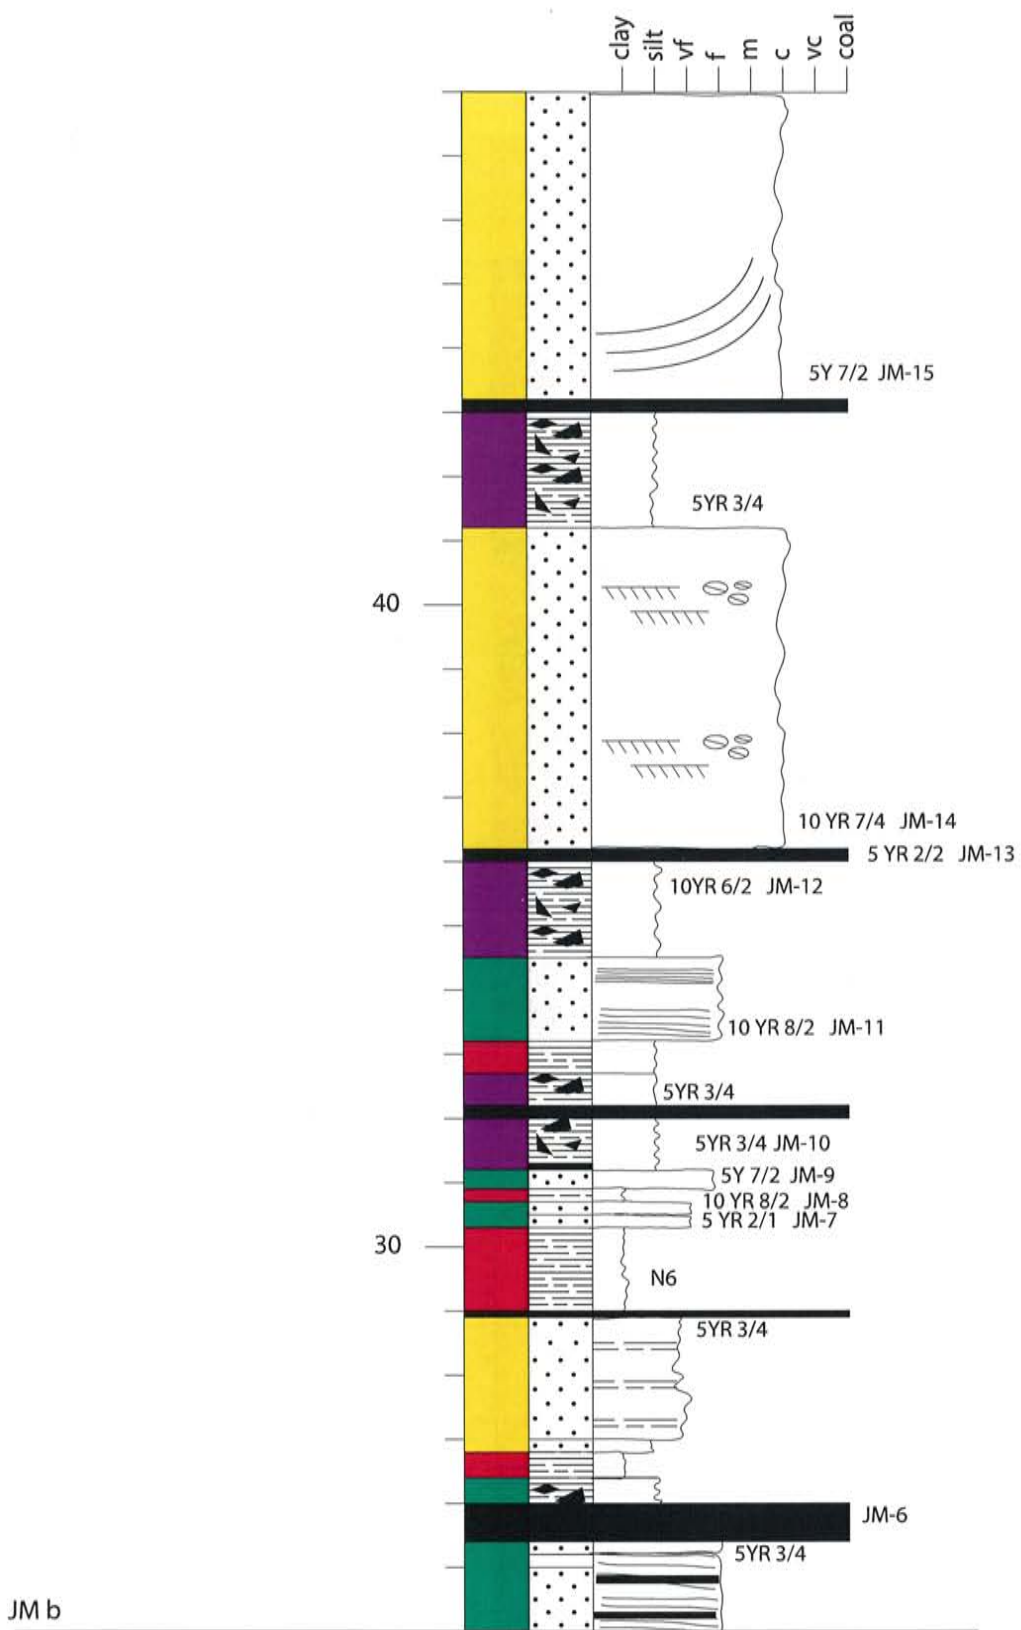 clay silt vf f m c vc coal
5Y 7/2 JM-15
5YR 3/4
40
10 YR 7/4 JM-14
5 YR 2/2 JM-13
10YR 6/2 JM-12
10 YR 8/2 JM-11
5YR 3/4
5YR 3/4 JM-10
5Y 7/2 JM-9
10 YR 8/2 JM-8
5 YR 2/1 JM-7
30
N6
5YR 3/4
JM-6
5YR 3/4
JM b